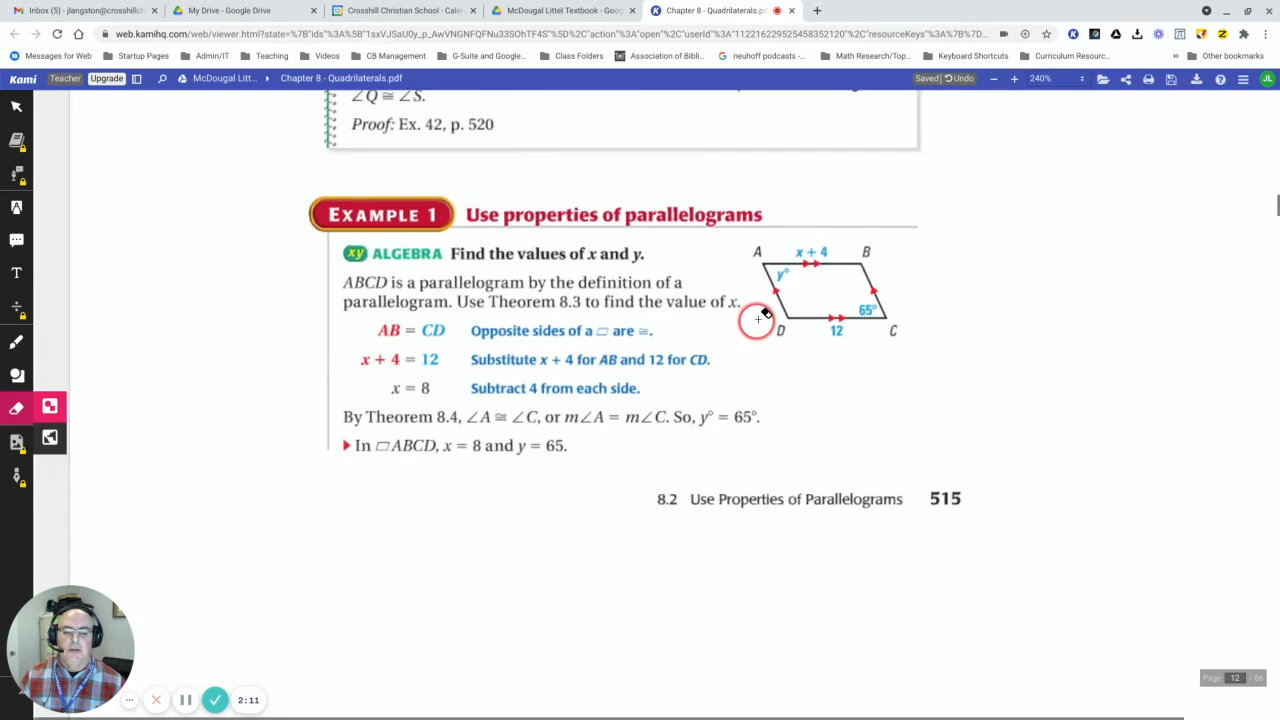 Inbox (5) - jlangston@crosshillch
My Drive - Google Drive
Crosshill Christian School - Cale
McDougal Littel Textbook - Goog
Chapter 8 - Quadrilaterals.p
Messages for Web
Startup Pages
Admin/IT
Teaching
Videos
CB Management
G-Suite and Google...
Class Folders
Association of Bibli...
neuhoff podcasts -...
Math Research/Top...
Keyboard Shortcuts
Curriculum Resourc...
»
Other bookmarks
Kami
Teacher
Upgrade
McDougal Litt...
Chapter 8 - Quadrilaterals.pdf
Saved
Undo
240%
JL
∠Q ≅ ∠S.
Proof: Ex. 42, p. 520
EXAMPLE 1 Use properties of parallelograms
xy ALGEBRA Find the values of x and y.
ABCD is a parallelogram by the definition of a
parallelogram. Use Theorem 8.3 to find the value of x.
AB = CD Opposite sides of a ▱ are ≅.
x + 4 = 12 Substitute x + 4 for AB and 12 for CD.
x = 8 Subtract 4 from each side.
By Theorem 8.4, ∠A ≅ ∠C, or m∠A = m∠C. So, y° = 65°.
In ▱ABCD, x = 8 and y = 65.
A x + 4 B
y°
65°
D 12 C
8.2 Use Properties of Parallelograms 515
2:11
Page 12 / 66